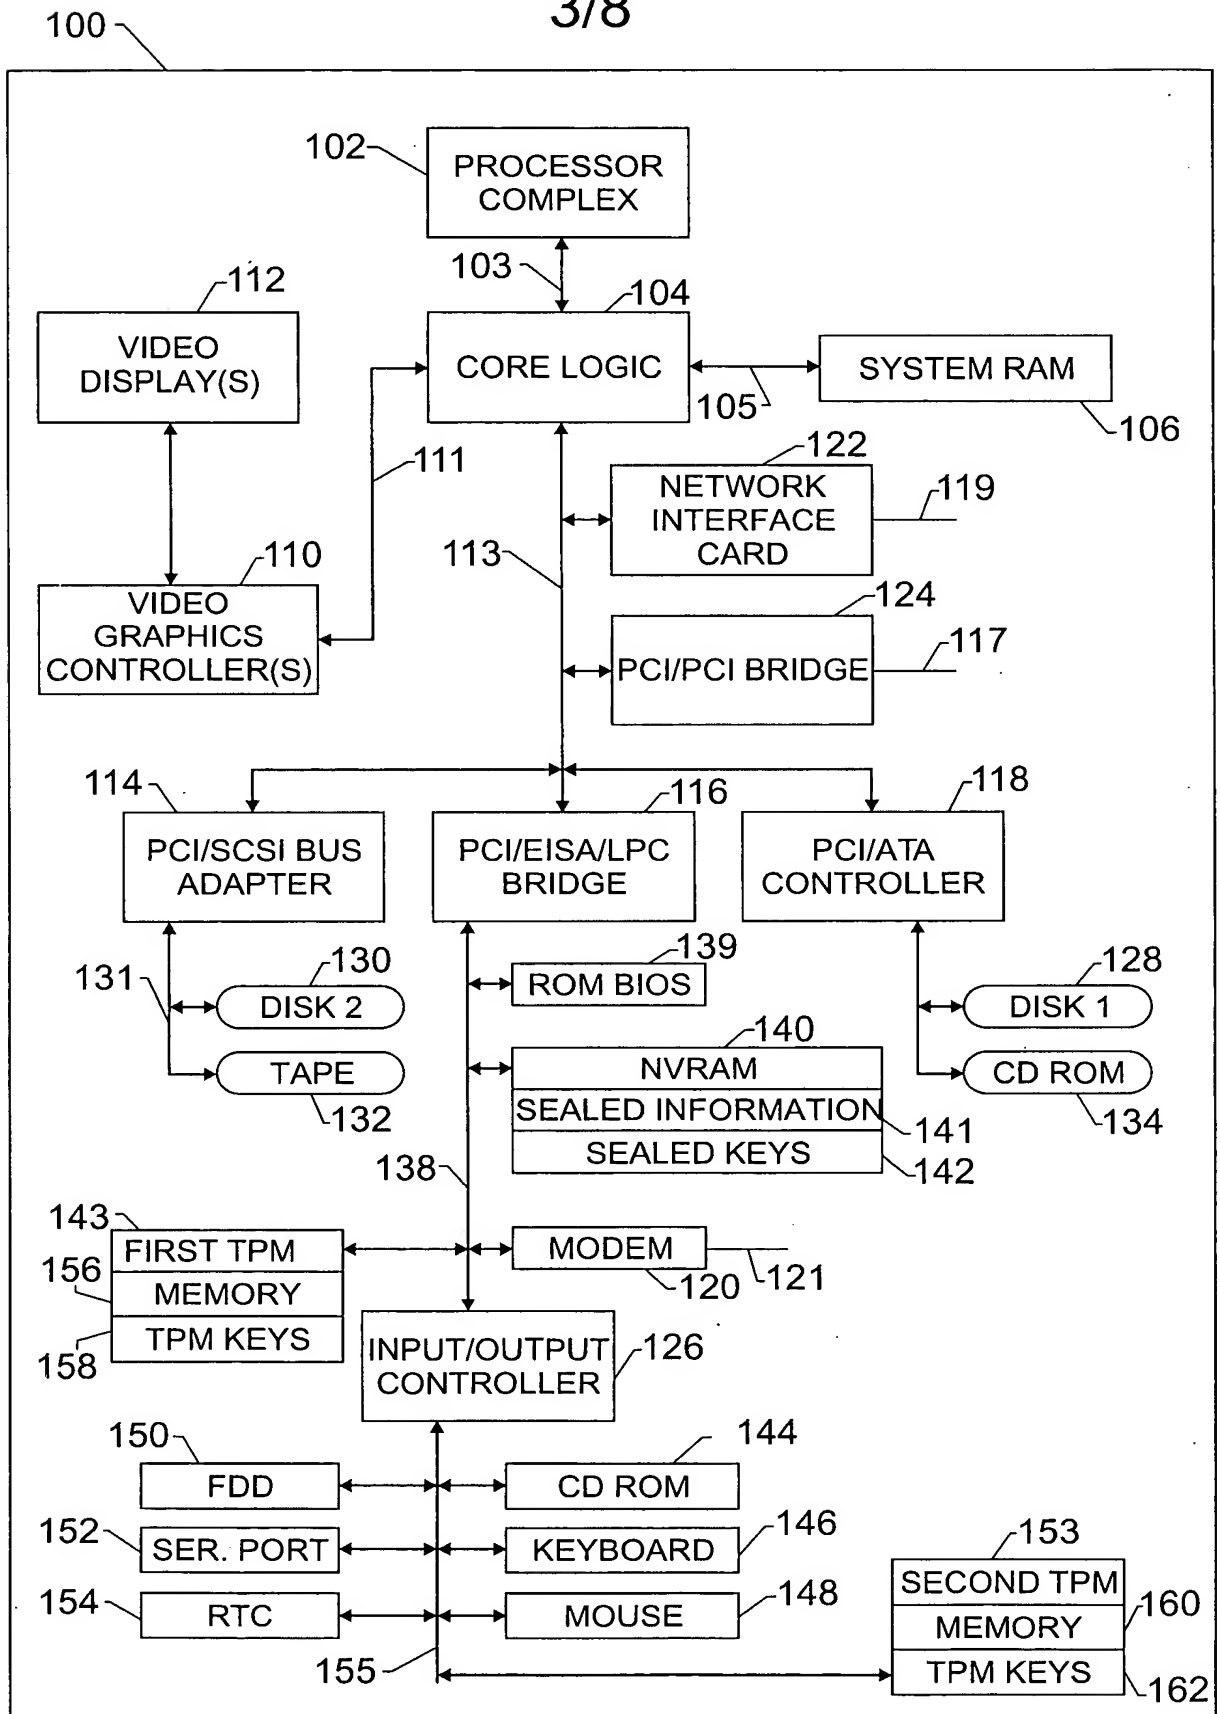 3/8
100
102
PROCESSOR
COMPLEX
103
112
104
VIDEO
DISPLAY(S)
CORE LOGIC
SYSTEM RAM
105
106
111
122
NETWORK
INTERFACE
CARD
119
113
110
VIDEO
GRAPHICS
CONTROLLER(S)
124
PCI/PCI BRIDGE
117
114
116
118
PCI/SCSI BUS
ADAPTER
PCI/EISA/LPC
BRIDGE
PCI/ATA
CONTROLLER
131
130
DISK 2
TAPE
132
139
ROM BIOS
128
DISK 1
CD ROM
134
140
NVRAM
SEALED INFORMATION
141
SEALED KEYS
142
138
143
FIRST TPM
156
MEMORY
TPM KEYS
158
MODEM
120
121
INPUT/OUTPUT
CONTROLLER
126
150
FDD
144
CD ROM
152
SER. PORT
KEYBOARD
146
154
RTC
MOUSE
148
155
153
SECOND TPM
MEMORY
160
TPM KEYS
162